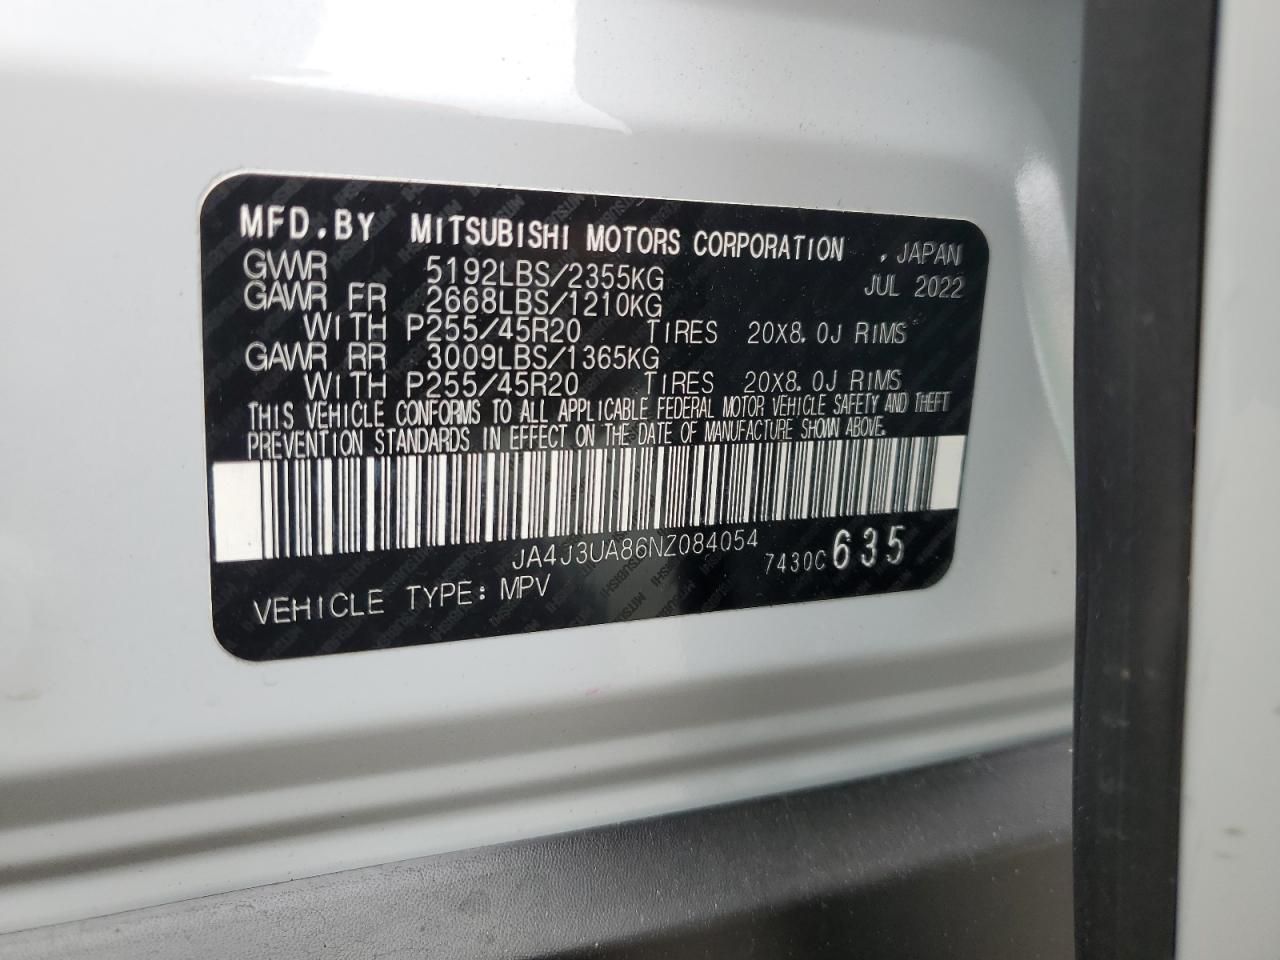 MFD.BY MITSUBISHI MOTORS CORPORATION , JAPAN
GVWR 5192LBS/2355KG JUL 2022
GAWR FR 2668LBS/1210KG
WITH P255/45R20 TIRES 20X8.0J RIMS
GAWR RR 3009LBS/1365KG
WITH P255/45R20 TIRES 20X8.0J RIMS
THIS VEHICLE CONFORMS TO ALL APPLICABLE FEDERAL MOTOR VEHICLE SAFETY AND THEFT
PREVENTION STANDARDS IN EFFECT ON THE DATE OF MANUFACTURE SHOWN ABOVE.
JA4J3UA86NZ084054 7430C 635
VEHICLE TYPE: MPV